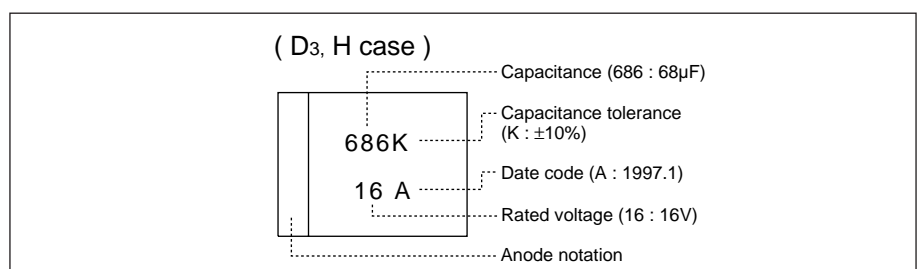 ( D3, H case )
Capacitance (686 : 68µF)
Capacitance tolerance
(K : ±10%)
686K
Date code (A : 1997.1)
16 A
Rated voltage (16 : 16V)
Anode notation